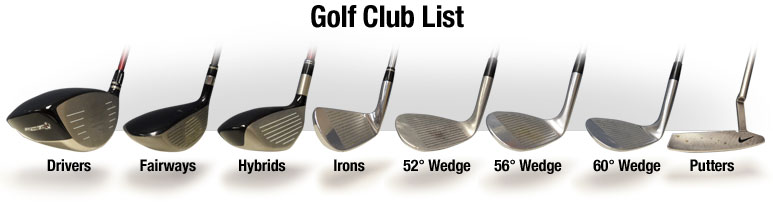 Golf Club List
Drivers
Fairways
Hybrids
Irons
52° Wedge
56° Wedge
60° Wedge
Putters